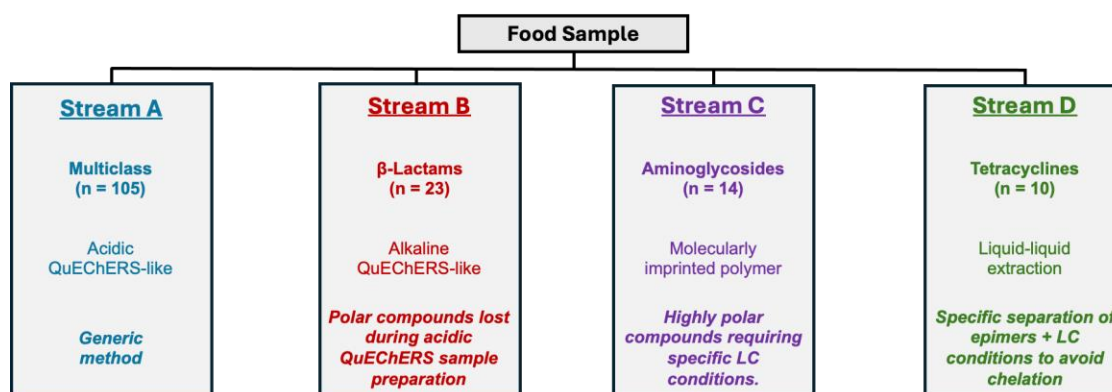 Food Sample
Stream A
Multiclass
(n = 105)
Acidic
QuEChERS-like
Generic
method
Stream B
β-Lactams
(n = 23)
Alkaline
QuEChERS-like
Polar compounds lost
during acidic
QuEChERS sample
preparation
Stream C
Aminoglycosides
(n = 14)
Molecularly
imprinted polymer
Highly polar
compounds requiring
specific LC
conditions.
Stream D
Tetracyclines
(n = 10)
Liquid-liquid
extraction
Specific separation of
epimers + LC
conditions to avoid
chelation